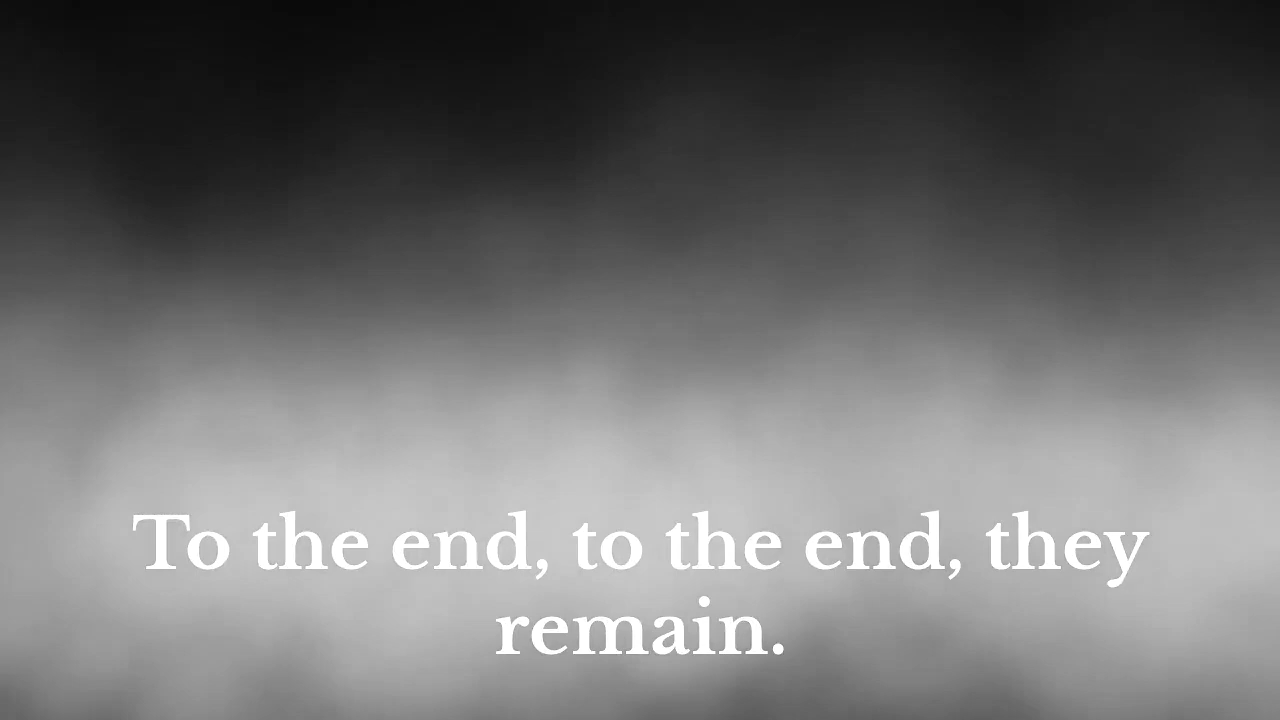 To the end, to the end, they
remain.